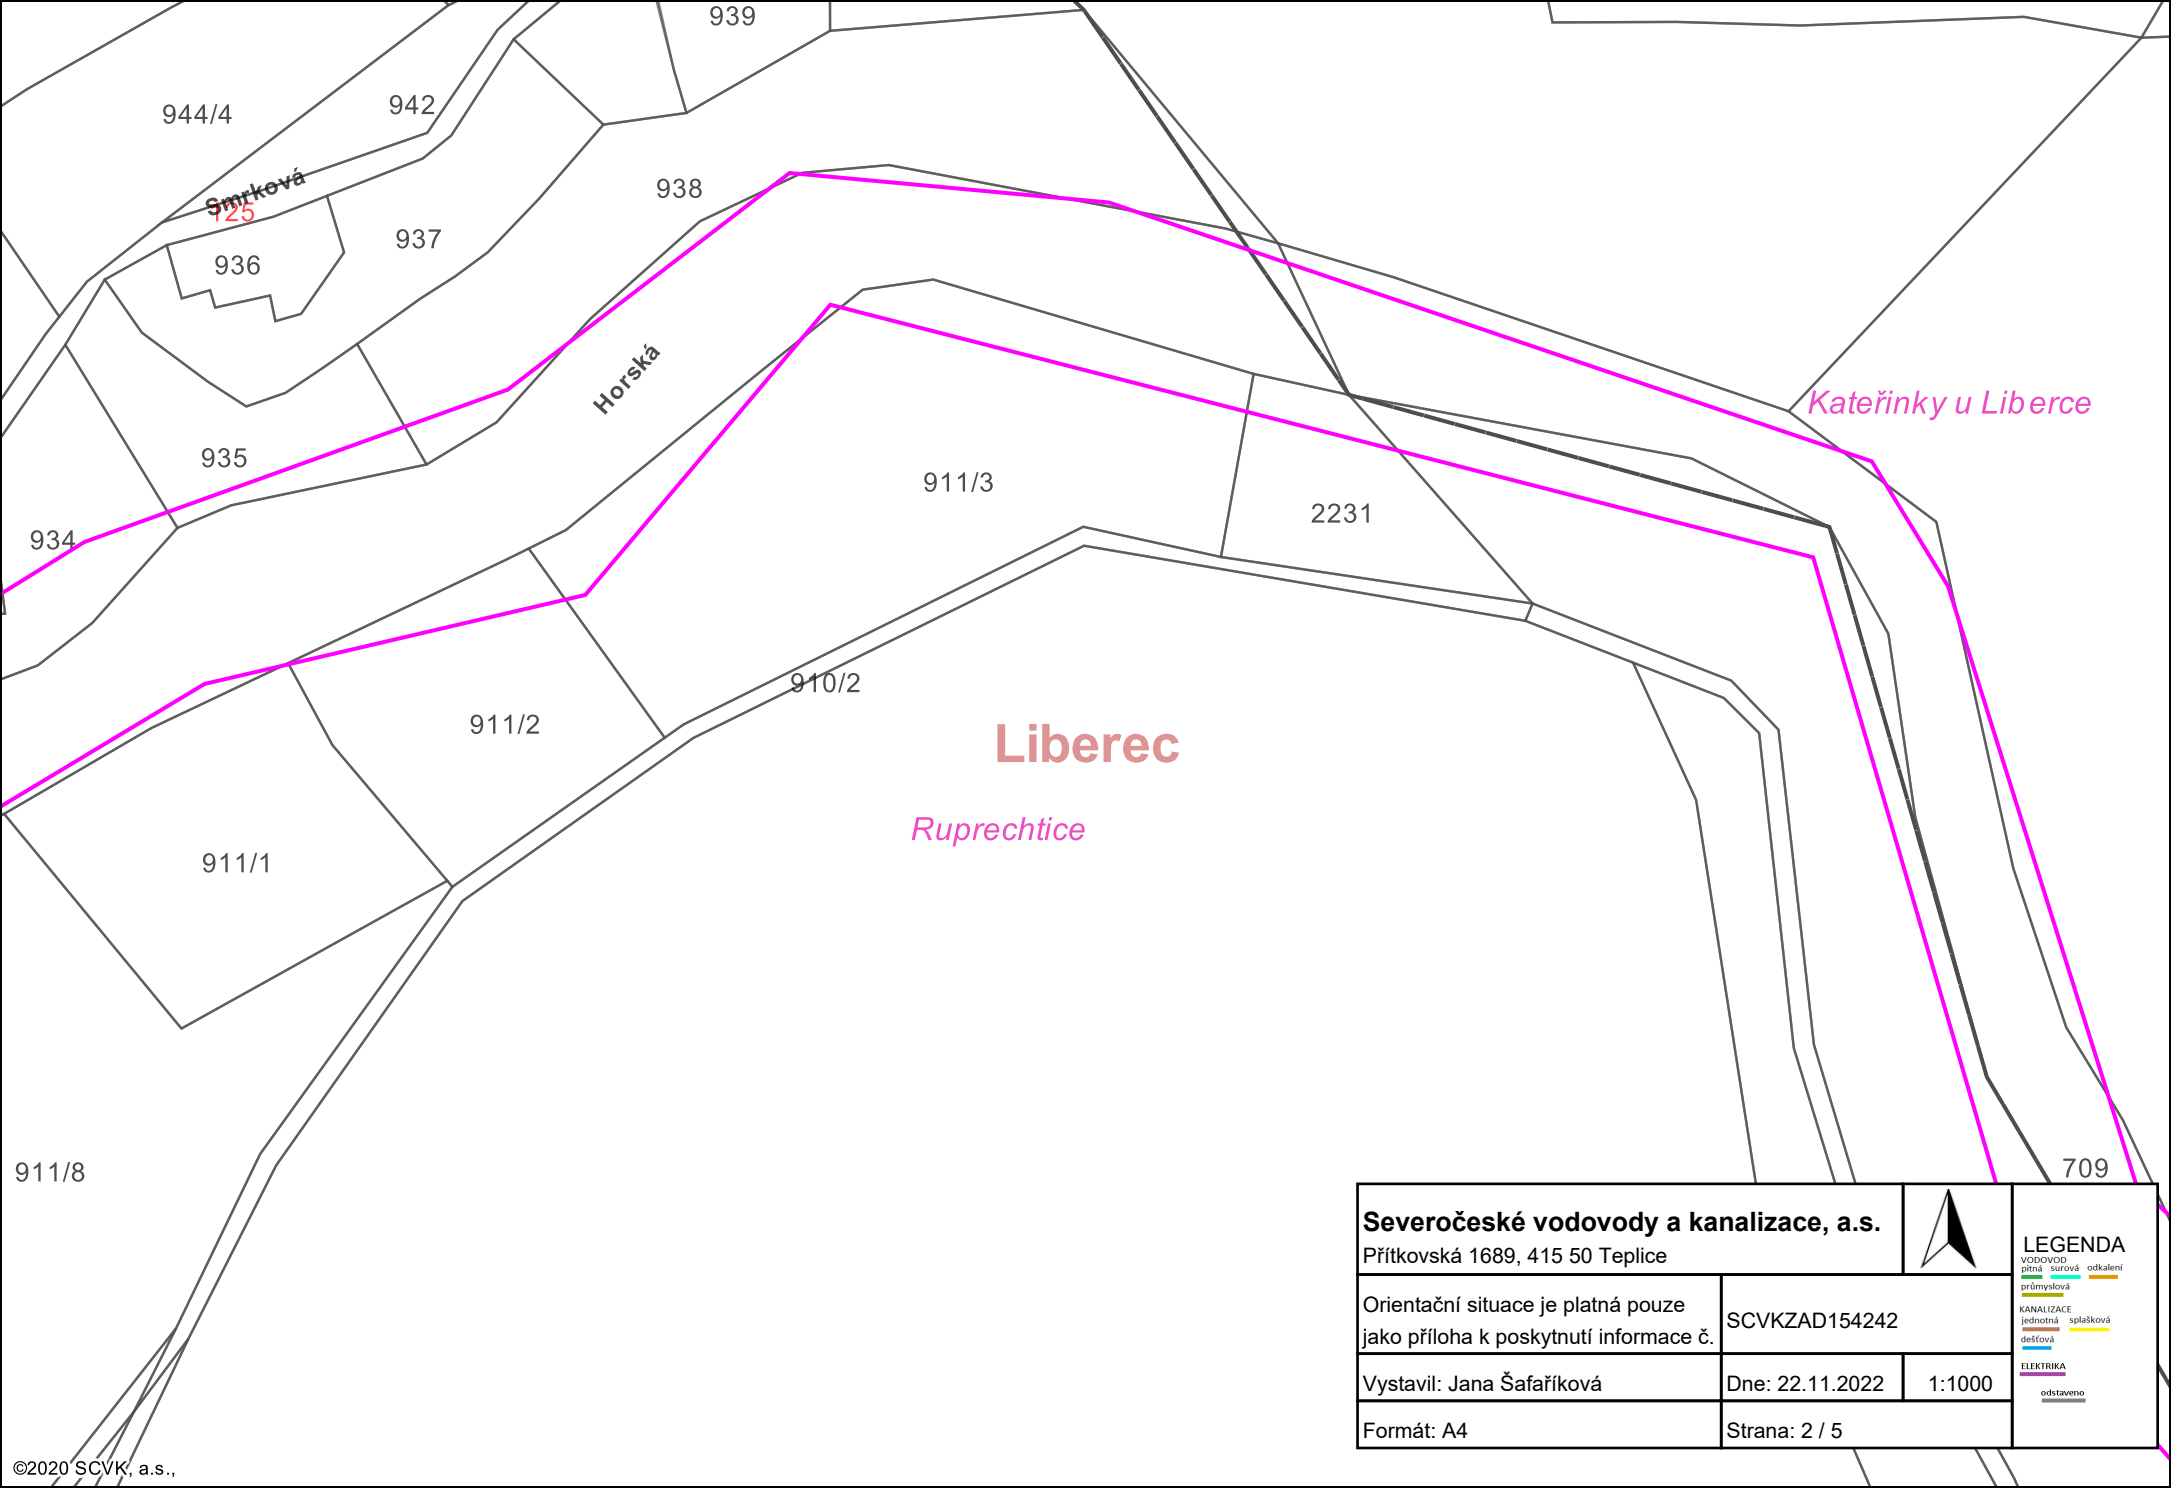 939
944/4
942
Smrková
125
938
937
936
Horská
Kateřinky u Liberce
935
911/3
2231
934
910/2
911/2
Liberec
Ruprechtice
911/1
911/8
709
Severočeské vodovody a kanalizace, a.s.
Přítkovská 1689, 415 50 Teplice
Orientační situace je platná pouze
jako příloha k poskytnutí informace č.
SCVKZAD154242
Vystavil: Jana Šafaříková
Dne: 22.11.2022
1:1000
Formát: A4
Strana: 2 / 5
LEGENDA
VODOVOD
pitná surová odkalení
průmyslová
KANALIZACE
jednotná splašková
dešťová
ELEKTRIKA
odstaveno
©2020 SCVK, a.s.,